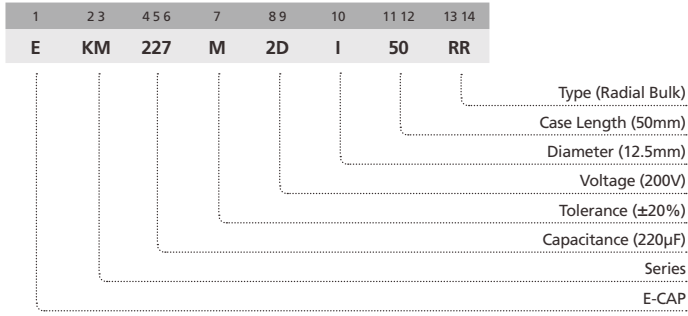 1 2 3 4 5 6 7 8 9 10 11 12 13 14
E KM 227 M 2D I 50 RR
Type (Radial Bulk)
Case Length (50mm)
Diameter (12.5mm)
Voltage (200V)
Tolerance (±20%)
Capacitance (220µF)
Series
E-CAP